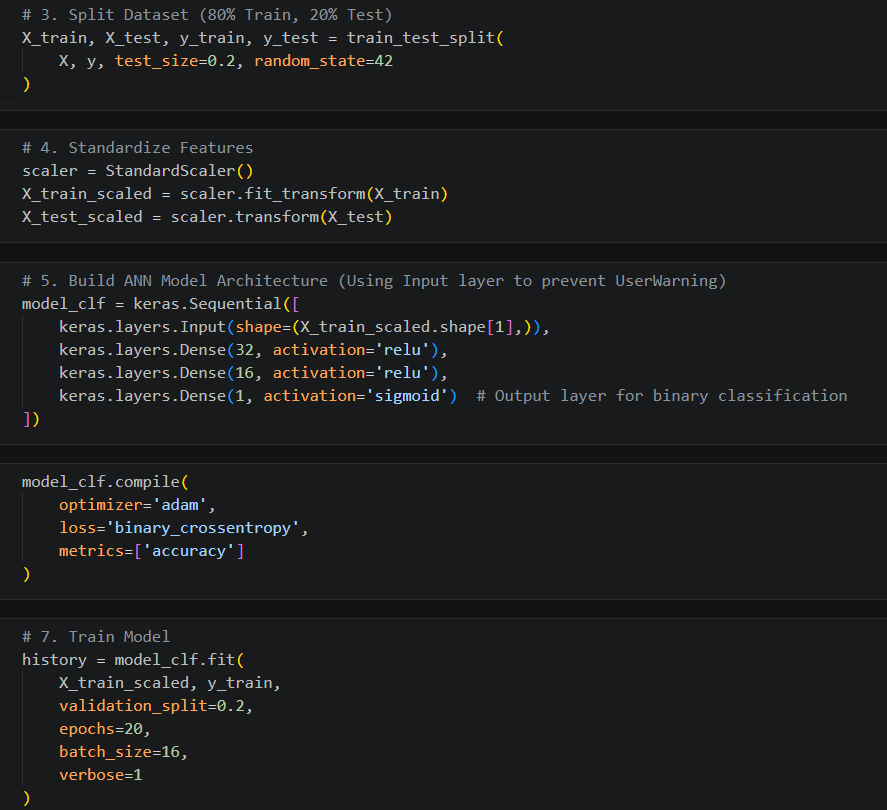 # 3. Split Dataset (80% Train, 20% Test)
X_train, X_test, y_train, y_test = train_test_split(
    X, y, test_size=0.2, random_state=42
)
# 4. Standardize Features
scaler = StandardScaler()
X_train_scaled = scaler.fit_transform(X_train)
X_test_scaled = scaler.transform(X_test)
# 5. Build ANN Model Architecture (Using Input layer to prevent UserWarning)
model_clf = keras.Sequential([
    keras.layers.Input(shape=(X_train_scaled.shape[1],)),
    keras.layers.Dense(32, activation='relu'),
    keras.layers.Dense(16, activation='relu'),
    keras.layers.Dense(1, activation='sigmoid')  # Output layer for binary classification
])
model_clf.compile(
    optimizer='adam',
    loss='binary_crossentropy',
    metrics=['accuracy']
)
# 7. Train Model
history = model_clf.fit(
    X_train_scaled, y_train,
    validation_split=0.2,
    epochs=20,
    batch_size=16,
    verbose=1
)